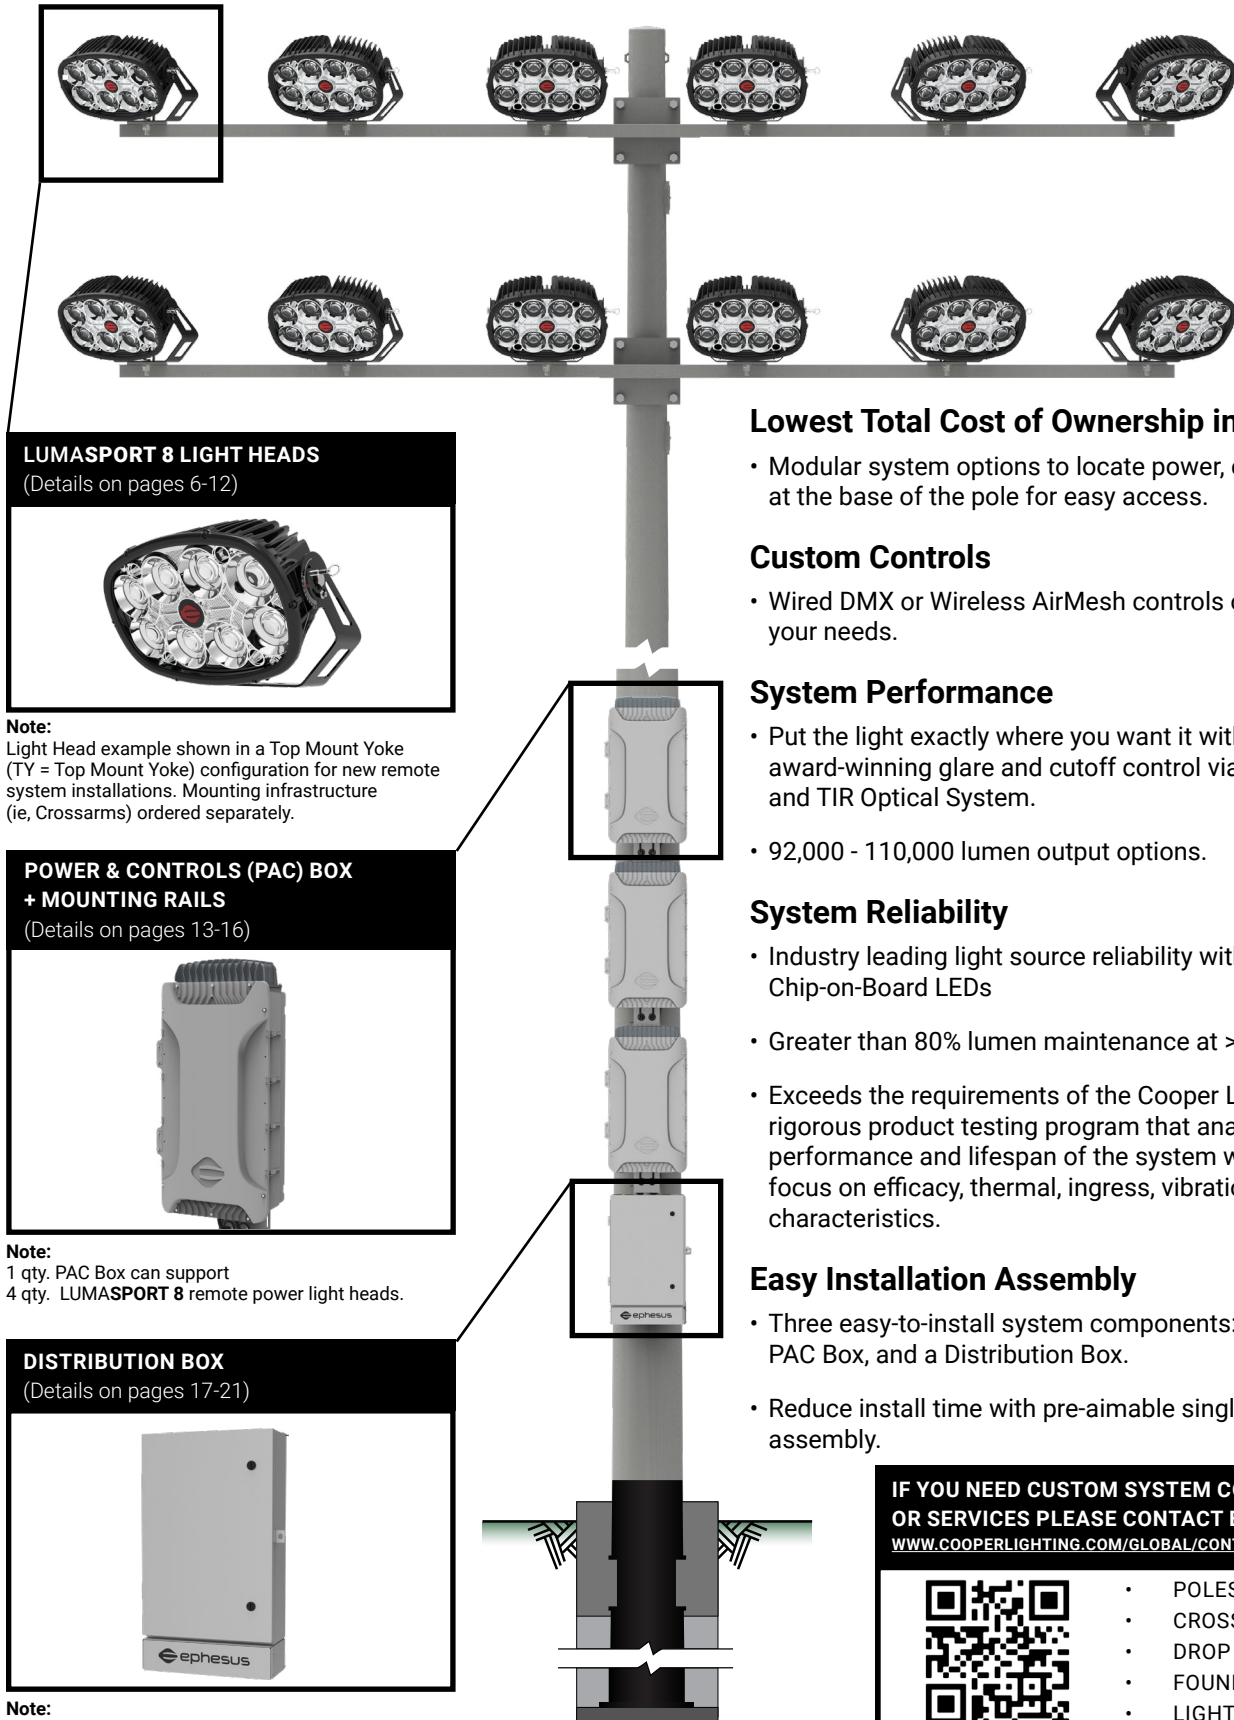 LUMASPORT 8 LIGHT HEADS
(Details on pages 6-12)
Note:
Light Head example shown in a Top Mount Yoke
(TY = Top Mount Yoke) configuration for new remote
system installations. Mounting infrastructure
(ie, Crossarms) ordered separately.
POWER & CONTROLS (PAC) BOX
+ MOUNTING RAILS
(Details on pages 13-16)
Note:
1 qty. PAC Box can support
4 qty. LUMASPORT 8 remote power light heads.
DISTRIBUTION BOX
(Details on pages 17-21)
ephesus
Note:
ephesus
Lowest Total Cost of Ownership in
• Modular system options to locate power,
at the base of the pole for easy access.
Custom Controls
• Wired DMX or Wireless AirMesh controls
your needs.
System Performance
• Put the light exactly where you want it with
award-winning glare and cutoff control via
and TIR Optical System.
• 92,000 - 110,000 lumen output options.
System Reliability
• Industry leading light source reliability with
Chip-on-Board LEDs
• Greater than 80% lumen maintenance at >
• Exceeds the requirements of the Cooper L
rigorous product testing program that ana
performance and lifespan of the system w
focus on efficacy, thermal, ingress, vibratio
characteristics.
Easy Installation Assembly
• Three easy-to-install system components:
PAC Box, and a Distribution Box.
• Reduce install time with pre-aimable singl
assembly.
IF YOU NEED CUSTOM SYSTEM CO
OR SERVICES PLEASE CONTACT E
WWW.COOPERLIGHTING.COM/GLOBAL/CONT
• POLES
• CROSS
• DROP
• FOUN
• LIGHT